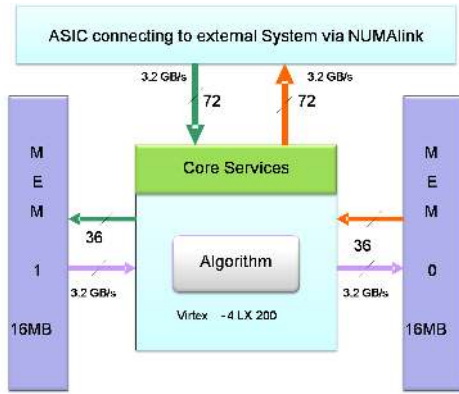 ASIC connecting to external System via NUMAlink
3.2 GB/s
3.2 GB/s
72
72
Core Services
M
E
M
1
16MB
M
E
M
0
16MB
36
36
Algorithm
3.2 GB/s
3.2 GB/s
Virtex -4 LX 200